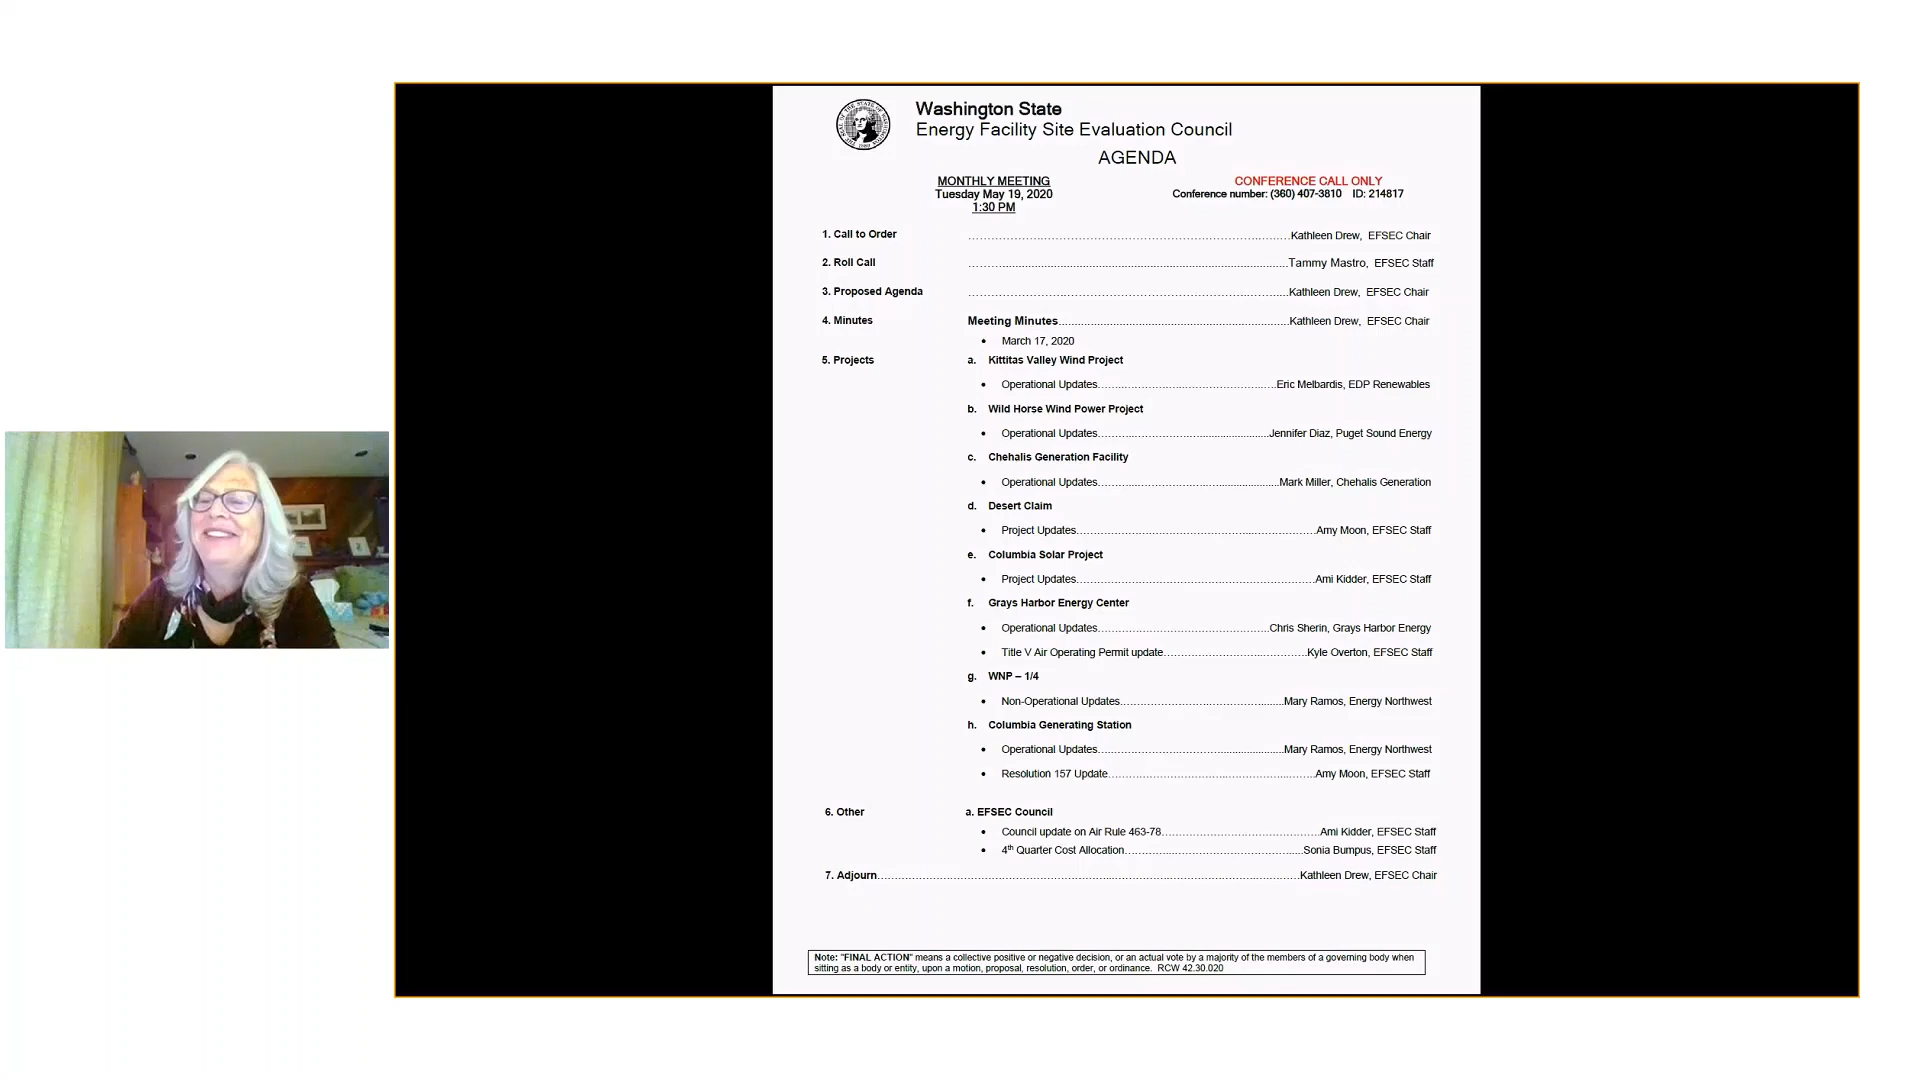 Washington State
Energy Facility Site Evaluation Council
AGENDA
MONTHLY MEETING
Tuesday May 19, 2020
1:30 PM
CONFERENCE CALL ONLY
Conference number: (360) 407-3810 ID: 214817
1. Call to Order ........Kathleen Drew, EFSEC Chair
2. Roll Call ........Tammy Mastro, EFSEC Staff
3. Proposed Agenda ........Kathleen Drew, EFSEC Chair
4. Minutes Meeting Minutes........Kathleen Drew, EFSEC Chair
• March 17, 2020
5. Projects a. Kittitas Valley Wind Project
• Operational Updates........Eric Melbardis, EDP Renewables
b. Wild Horse Wind Power Project
• Operational Updates........Jennifer Diaz, Puget Sound Energy
c. Chehalis Generation Facility
• Operational Updates........Mark Miller, Chehalis Generation
d. Desert Claim
• Project Updates........Amy Moon, EFSEC Staff
e. Columbia Solar Project
• Project Updates........Ami Kidder, EFSEC Staff
f. Grays Harbor Energy Center
• Operational Updates........Chris Sherin, Grays Harbor Energy
• Title V Air Operating Permit update........Kyle Overton, EFSEC Staff
g. WNP – 1/4
• Non-Operational Updates........Mary Ramos, Energy Northwest
h. Columbia Generating Station
• Operational Updates........Mary Ramos, Energy Northwest
• Resolution 157 Update........Amy Moon, EFSEC Staff
6. Other a. EFSEC Council
• Council update on Air Rule 463-78........Ami Kidder, EFSEC Staff
• 4th Quarter Cost Allocation........Sonia Bumpus, EFSEC Staff
7. Adjourn........Kathleen Drew, EFSEC Chair
Note: "FINAL ACTION" means a collective positive or negative decision, or an actual vote by a majority of the members of a governing body when
sitting as a body or entity, upon a motion, proposal, resolution, order, or ordinance. RCW 42.30.020